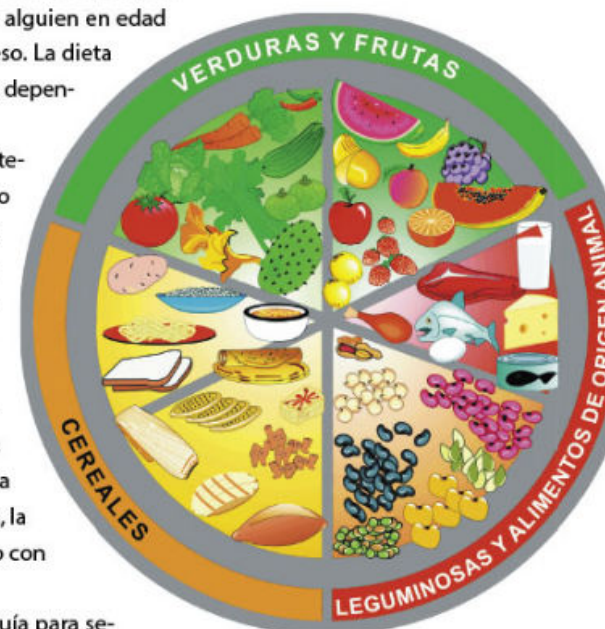 alguien en edad
eso. La dieta
depen-
te-
o
a
, la
o con
uía para se-
VERDURAS Y FRUTAS
CEREALES
LEGUMINOSAS Y ALIMENTOS DE ORIGEN ANIMAL